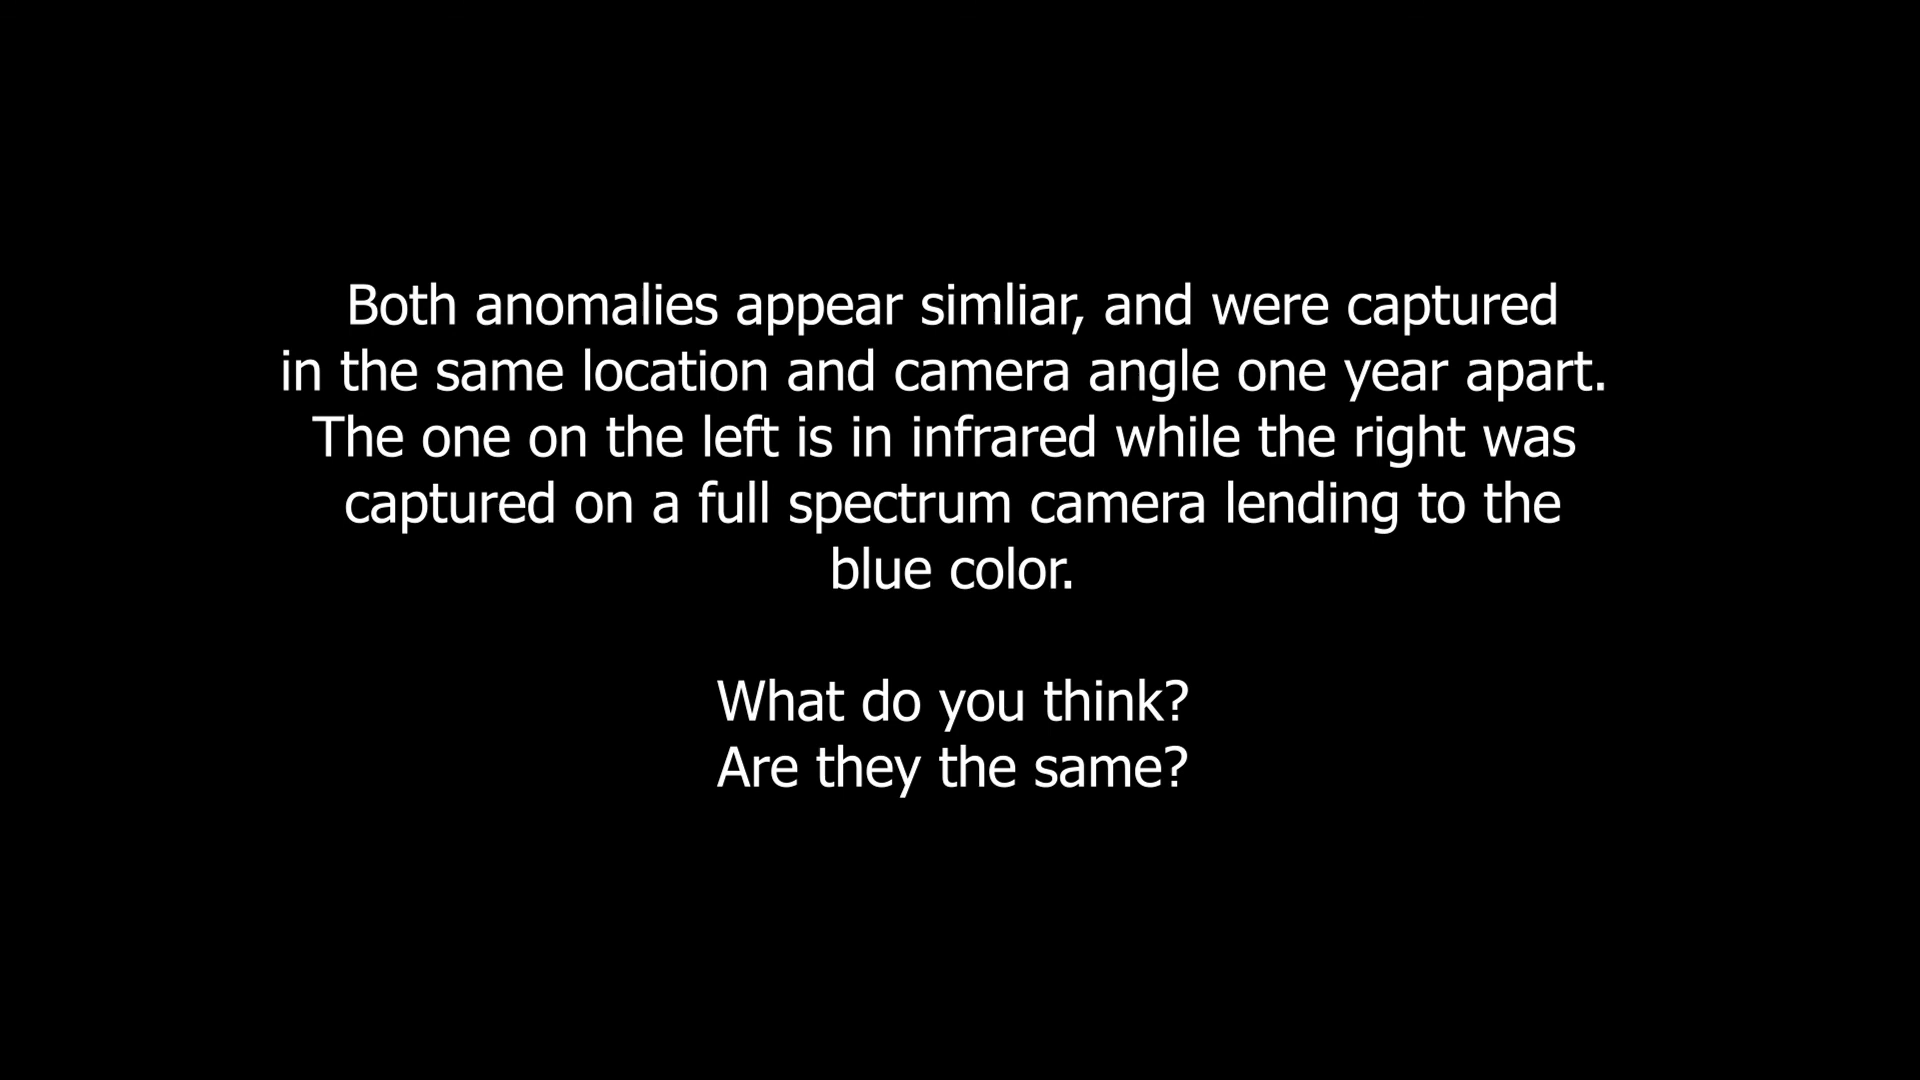 Both anomalies appear simliar, and were captured
in the same location and camera angle one year apart.
The one on the left is in infrared while the right was
captured on a full spectrum camera lending to the
blue color.
What do you think?
Are they the same?